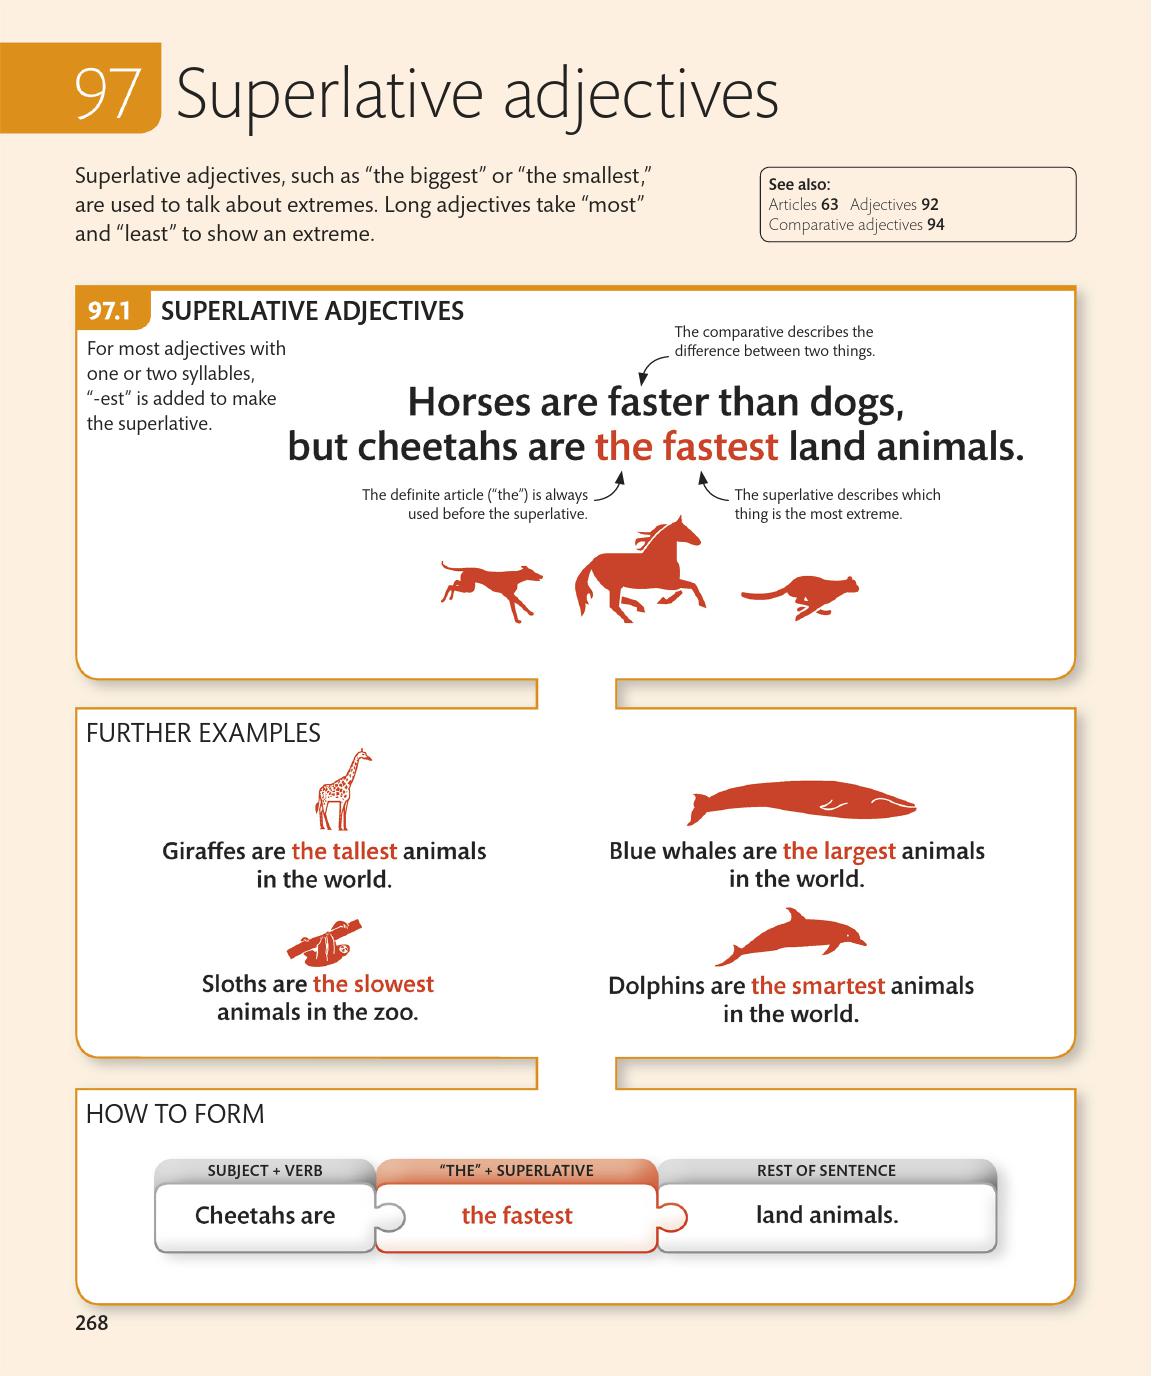 97 Superlative adjectives
Superlative adjectives, such as “the biggest” or “the smallest,”
are used to talk about extremes. Long adjectives take “most”
and “least” to show an extreme.
See also:
Articles 63 Adjectives 92
Comparative adjectives 94
97.1 SUPERLATIVE ADJECTIVES
For most adjectives with
one or two syllables,
“-est” is added to make
the superlative.
The comparative describes the
difference between two things.
Horses are faster than dogs,
but cheetahs are the fastest land animals.
The definite article (“the”) is always
used before the superlative.
The superlative describes which
thing is the most extreme.
FURTHER EXAMPLES
Giraffes are the tallest animals
in the world.
Blue whales are the largest animals
in the world.
Sloths are the slowest
animals in the zoo.
Dolphins are the smartest animals
in the world.
HOW TO FORM
SUBJECT + VERB
“THE” + SUPERLATIVE
REST OF SENTENCE
Cheetahs are
the fastest
land animals.
268